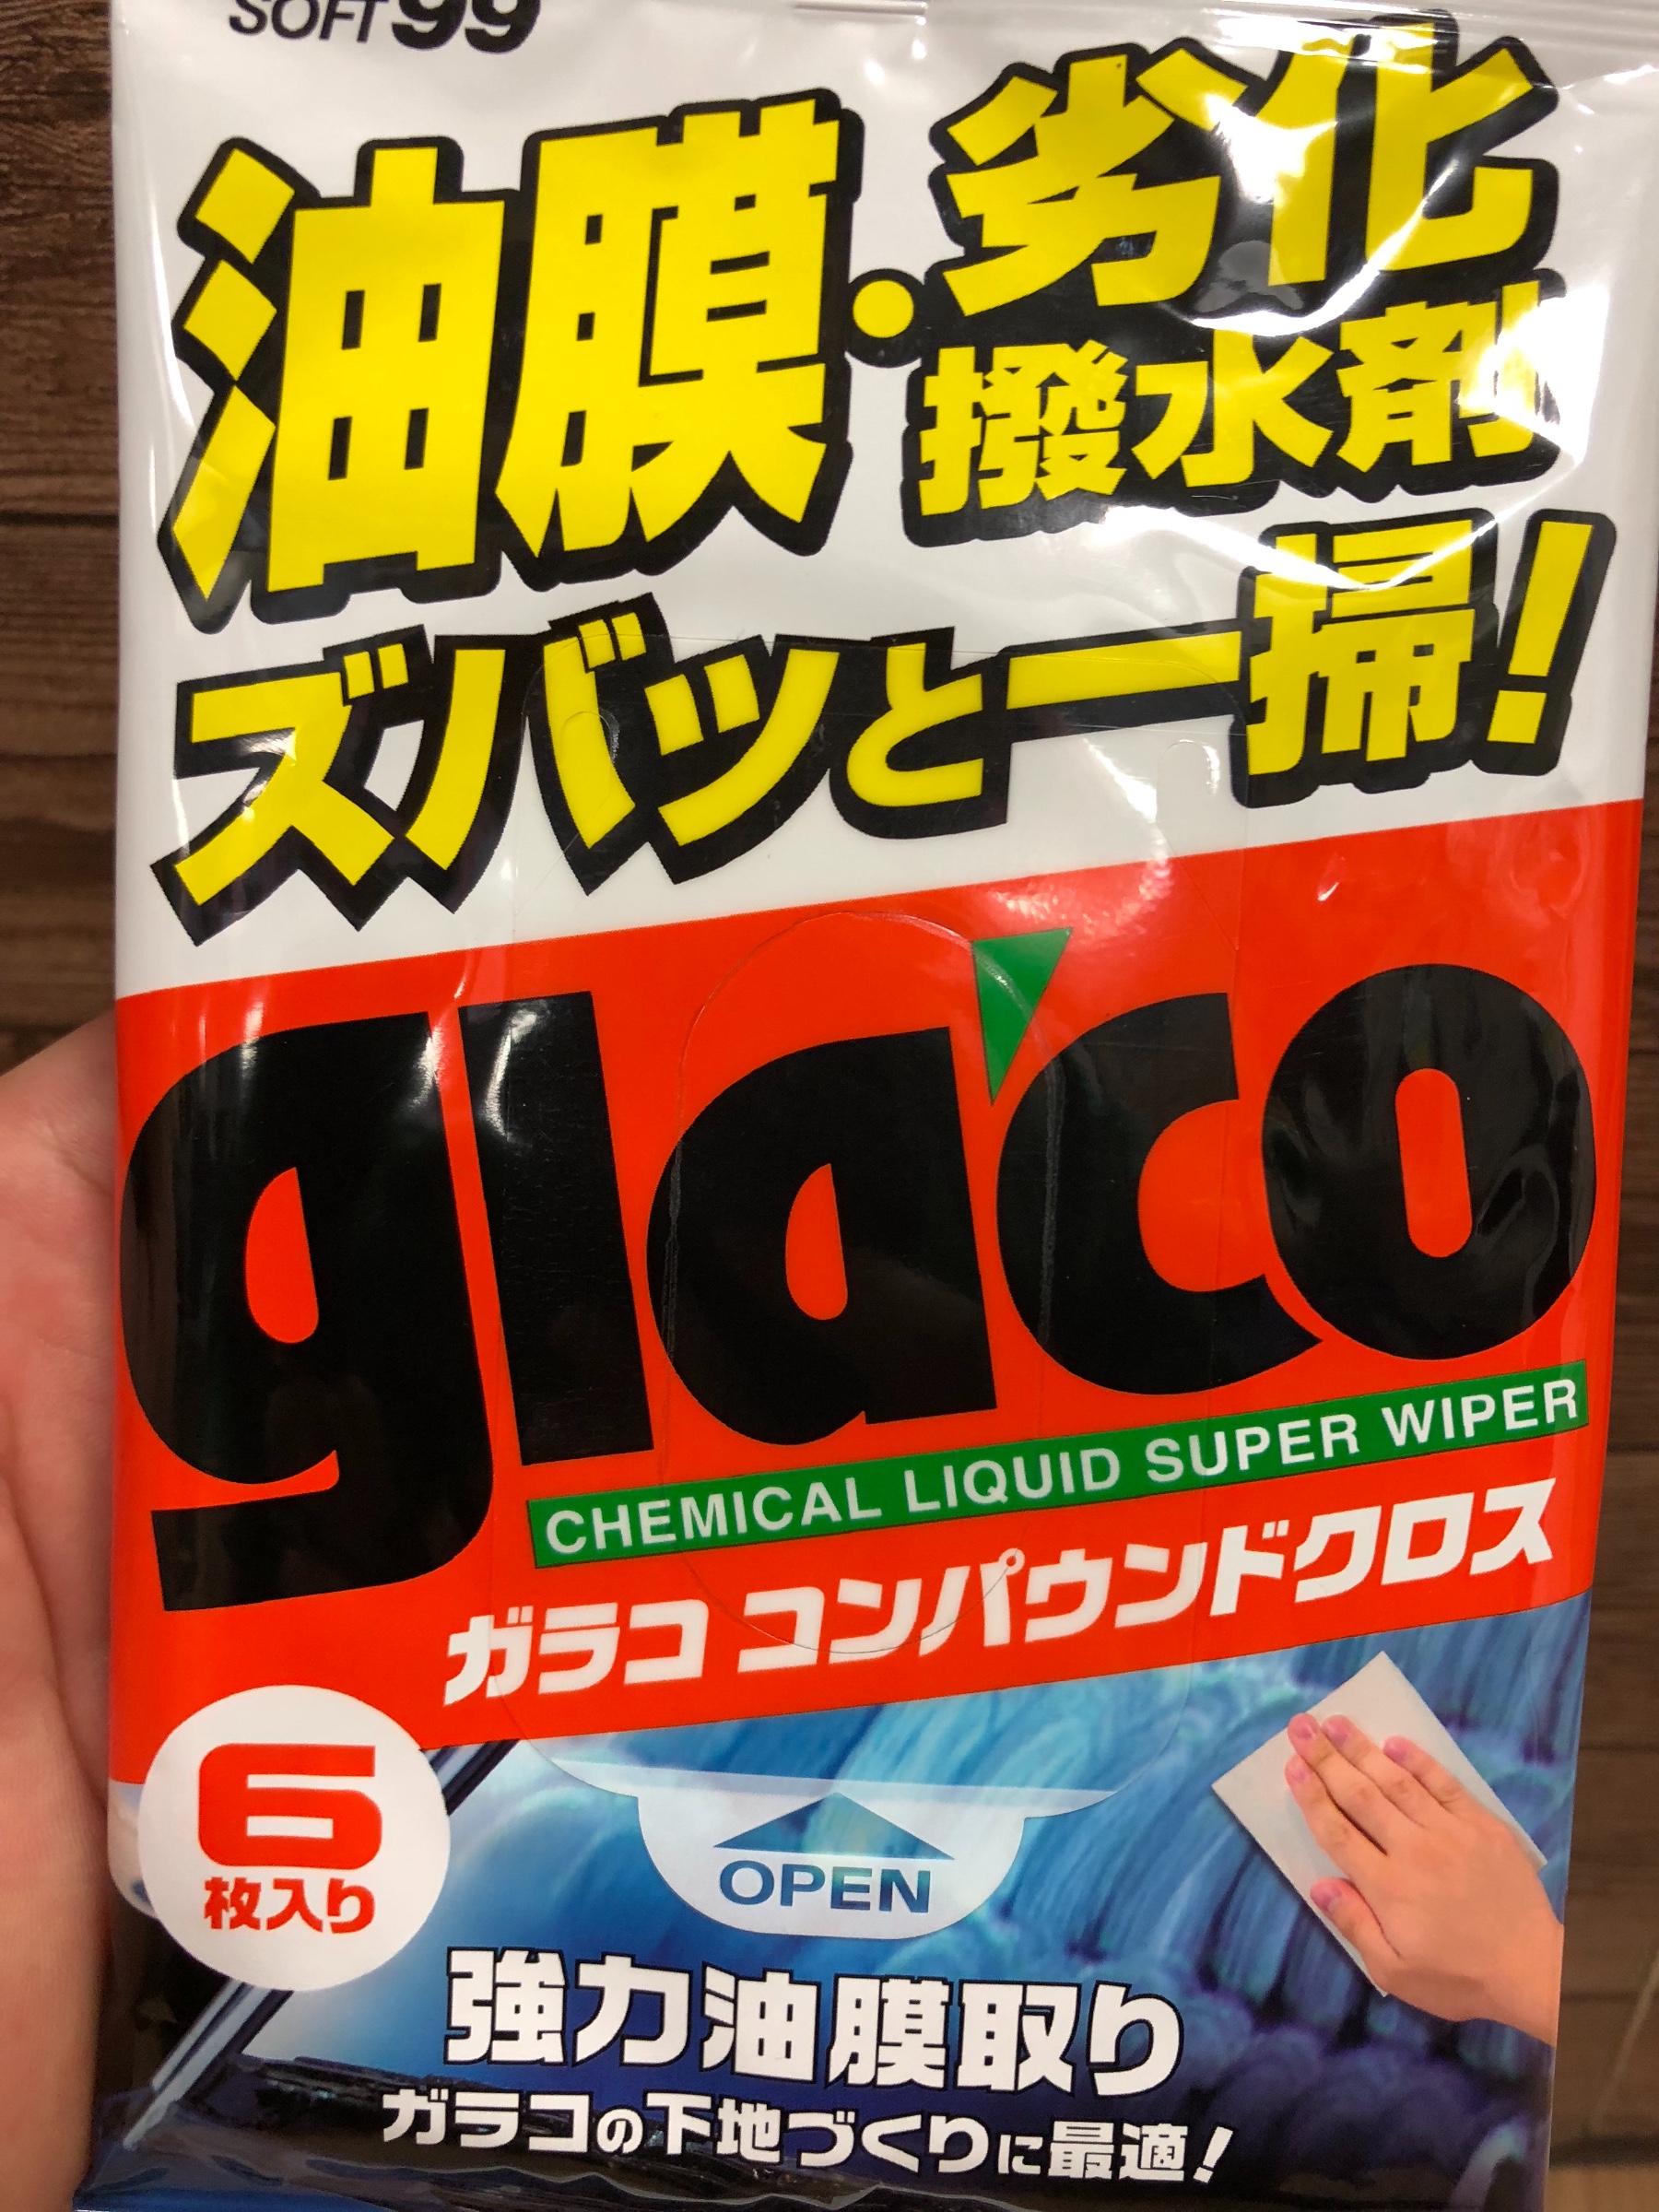 SOFT99
油膜・劣化
撥水剤
ズバッと一掃!
glaco
CHEMICAL LIQUID SUPER WIPER
ガラコ コンパウンドクロス
6
枚入り
OPEN
強力油膜取り
ガラコの下地づくりに最適!